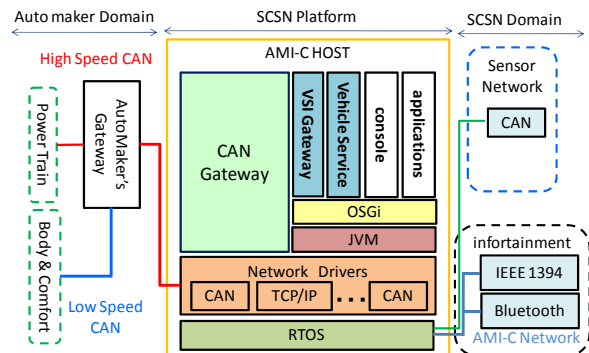 Auto maker Domain
SCSN Platform
SCSN Domain
High Speed CAN
AMI-C HOST
Power Train
AutoMaker's
Gateway
Body & Comfort
Low Speed
CAN
CAN
Gateway
VSI Gateway
Vehicle Service
console
applications
OSGi
JVM
Network Drivers
CAN
TCP/IP
...
CAN
RTOS
Sensor
Network
CAN
infortainment
IEEE 1394
Bluetooth
AMI-C Network